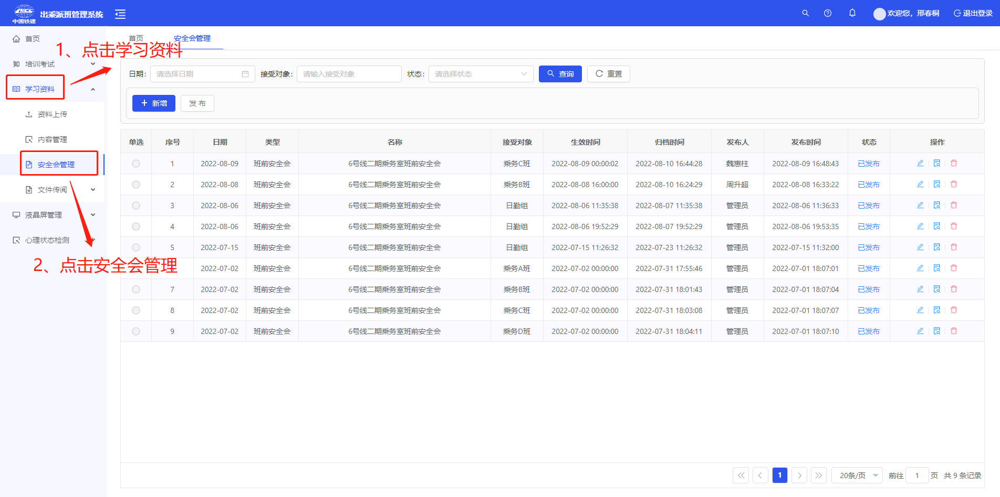 CRCC
中国铁建
出乘派班管理系统
欢迎您，邢春桐
退出登录
首页
培训考试
学习资料
资料上传
内容管理
安全会管理
文件传阅
液晶屏管理
心理状态检测
首页 安全会管理
1、点击学习资料
2、点击安全会管理
日期： 请选择日期 接受对象： 请输入接受对象 状态： 请选择状态 查询 重置
新增 发 布
单选 序号 日期 类型 名称 接受对象 生效时间 归档时间 发布人 发布时间 状态 操作
1 2022-08-09 班前安全会 6号线二期乘务室班前安全会 乘务C班 2022-08-09 00:00:02 2022-08-10 16:44:28 魏惠柱 2022-08-09 16:48:43 已发布
2 2022-08-08 班前安全会 6号线二期乘务室班前安全会 乘务B班 2022-08-08 16:00:00 2022-08-10 16:24:29 周升超 2022-08-08 16:33:22 已发布
3 2022-08-06 班前安全会 6号线二期乘务室班前安全会 日勤组 2022-08-06 11:35:38 2022-08-07 11:35:38 管理员 2022-08-06 11:36:33 已发布
4 2022-08-06 班前安全会 6号线二期乘务室班前安全会 日勤组 2022-08-06 19:52:29 2022-08-07 19:52:29 管理员 2022-08-06 19:53:35 已发布
5 2022-07-15 班前安全会 6号线二期乘务室班前安全会 日勤组 2022-07-15 11:26:32 2022-07-23 11:26:32 管理员 2022-07-15 11:32:00 已发布
2022-07-02 班前安全会 6号线二期乘务室班前安全会 乘务A班 2022-07-02 00:00:00 2022-07-31 17:55:46 管理员 2022-07-01 18:07:01 已发布
7 2022-07-02 班前安全会 6号线二期乘务室班前安全会 乘务B班 2022-07-02 00:00:00 2022-07-31 18:01:43 管理员 2022-07-01 18:07:04 已发布
8 2022-07-02 班前安全会 6号线二期乘务室班前安全会 乘务C班 2022-07-02 00:00:00 2022-07-31 18:03:08 管理员 2022-07-01 18:07:07 已发布
9 2022-07-02 班前安全会 6号线二期乘务室班前安全会 乘务D班 2022-07-02 00:00:00 2022-07-31 18:04:11 管理员 2022-07-01 18:07:10 已发布
1 20条/页 前往 1 页 共 9 条记录